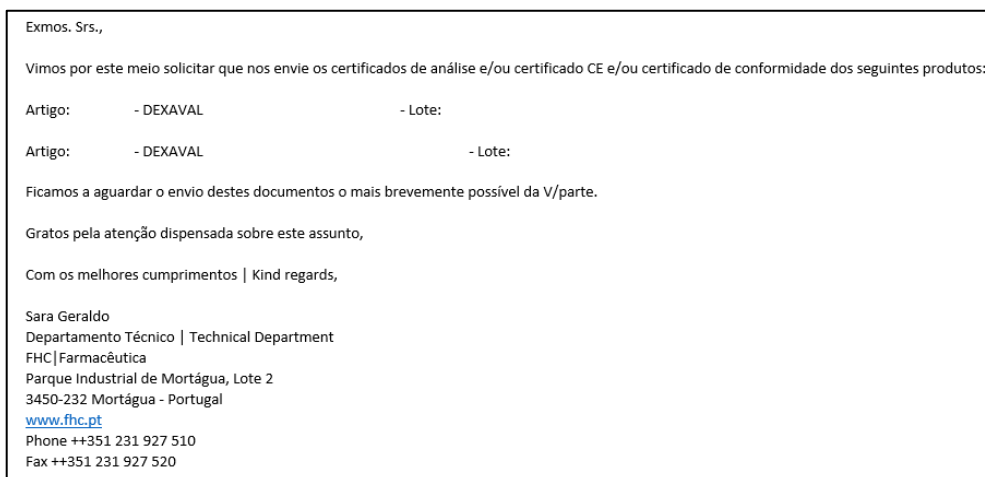 Exmos. Srs.,
Vimos por este meio solicitar que nos envie os certificados de análise e/ou certificado CE e/ou certificado de conformidade dos seguintes produtos:
Artigo: - DEXAVAL - Lote:
Artigo: - DEXAVAL - Lote:
Ficamos a aguardar o envio destes documentos o mais brevemente possível da V/parte.
Gratos pela atenção dispensada sobre este assunto,
Com os melhores cumprimentos | Kind regards,
Sara Geraldo
Departamento Técnico | Technical Department
FHC|Farmacêutica
Parque Industrial de Mortágua, Lote 2
3450-232 Mortágua - Portugal
www.fhc.pt
Phone ++351 231 927 510
Fax ++351 231 927 520